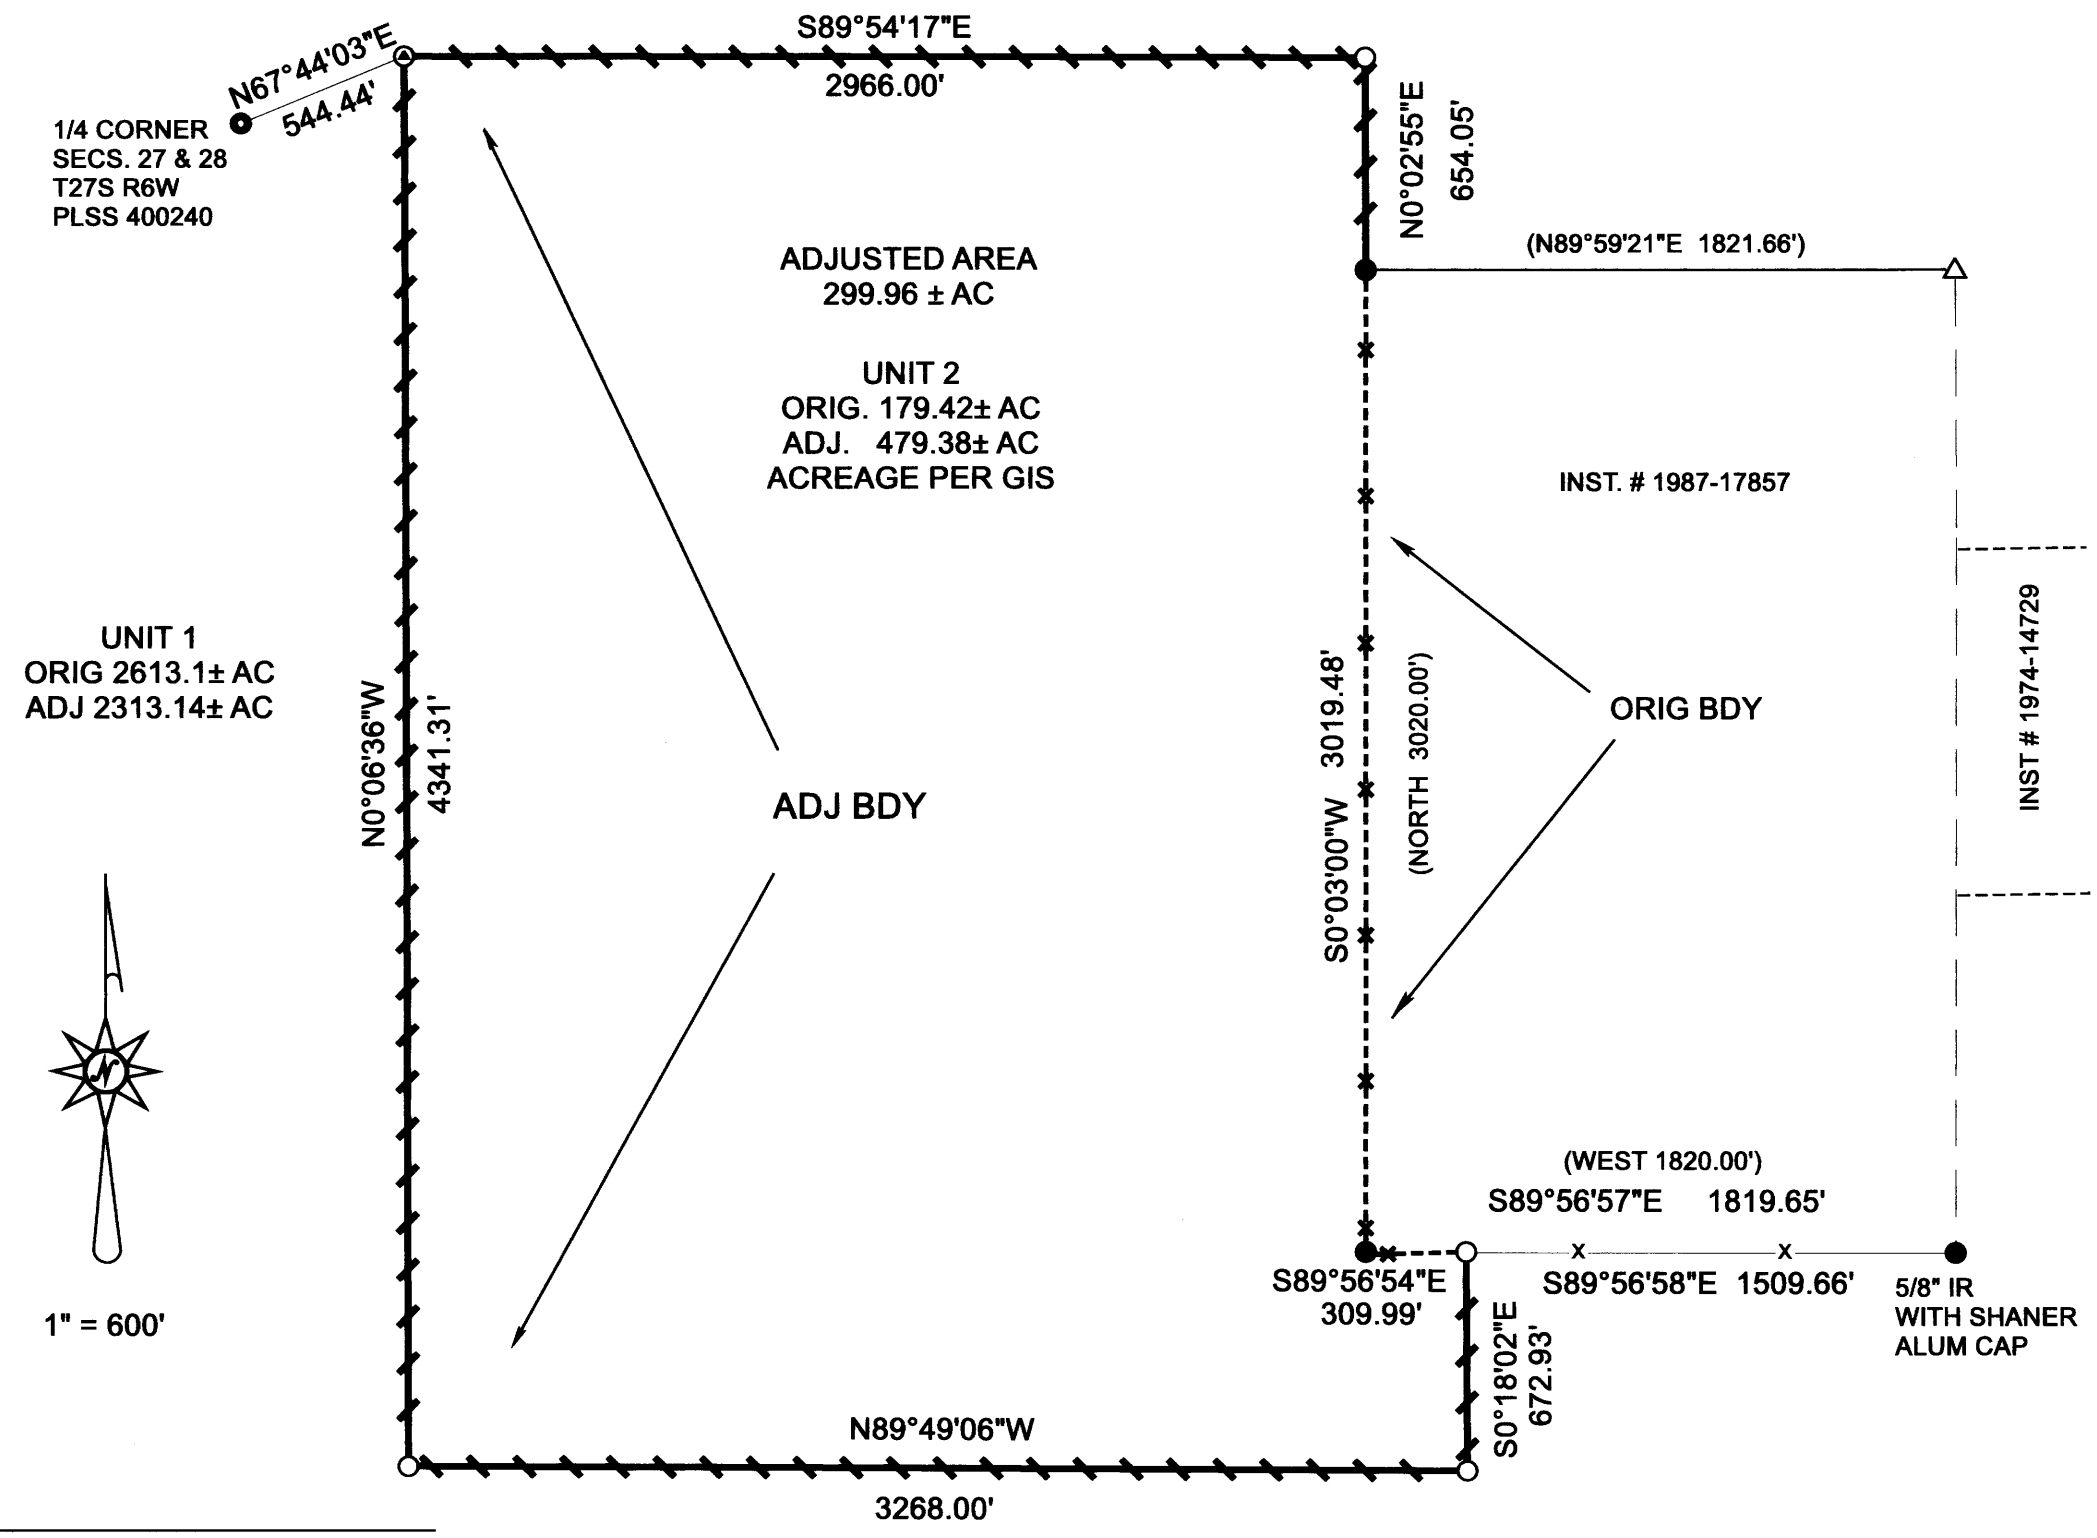 S89°54'17"E
2966.00'
N67°44'03"E
544.44'
1/4 CORNER
SECS. 27 & 28
T27S R6W
PLSS 400240
N0°02'55"E
654.05'
(N89°59'21"E 1821.66')
ADJUSTED AREA
299.96 ± AC
UNIT 2
ORIG. 179.42± AC
ADJ. 479.38± AC
ACREAGE PER GIS
INST. # 1987-17857
UNIT 1
ORIG 2613.1± AC
ADJ 2313.14± AC
N0°06'36"W
4341.31'
ADJ BDY
S0°03'00"W 3019.48'
(NORTH 3020.00')
ORIG BDY
INST # 1974-14729
N
1" = 600'
(WEST 1820.00')
S89°56'57"E 1819.65'
S89°56'54"E
309.99'
S89°56'58"E 1509.66'
5/8" IR
WITH SHANER
ALUM CAP
S0°18'02"E
672.93'
N89°49'06"W
3268.00'